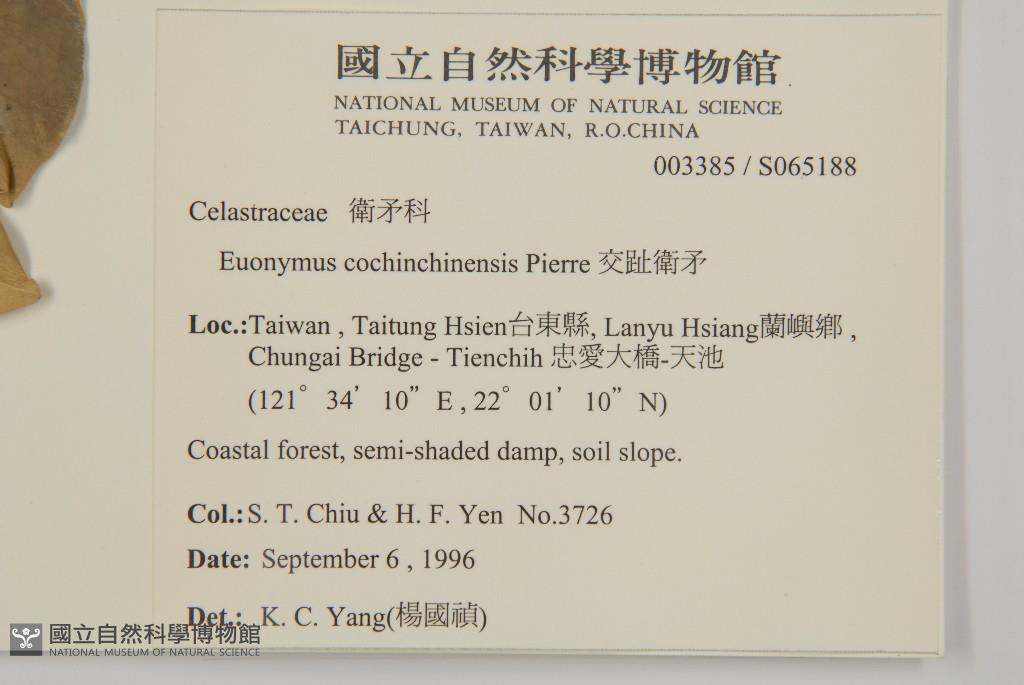 國立自然科學博物館
NATIONAL MUSEUM OF NATURAL SCIENCE
TAICHUNG, TAIWAN, R.O.CHINA
003385 / S065188
Celastraceae 衛矛科
Euonymus cochinchinensis Pierre 交趾衛矛
Loc.:Taiwan , Taitung Hsien台東縣, Lanyu Hsiang蘭嶼鄉 ,
Chungai Bridge - Tienchih 忠愛大橋-天池
(121° 34’ 10” E , 22° 01’ 10” N)
Coastal forest, semi-shaded damp, soil slope.
Col.:S. T. Chiu & H. F. Yen No.3726
Date: September 6 , 1996
Det.: K. C. Yang(楊國禎)
國立自然科學博物館
NATIONAL MUSEUM OF NATURAL SCIENCE